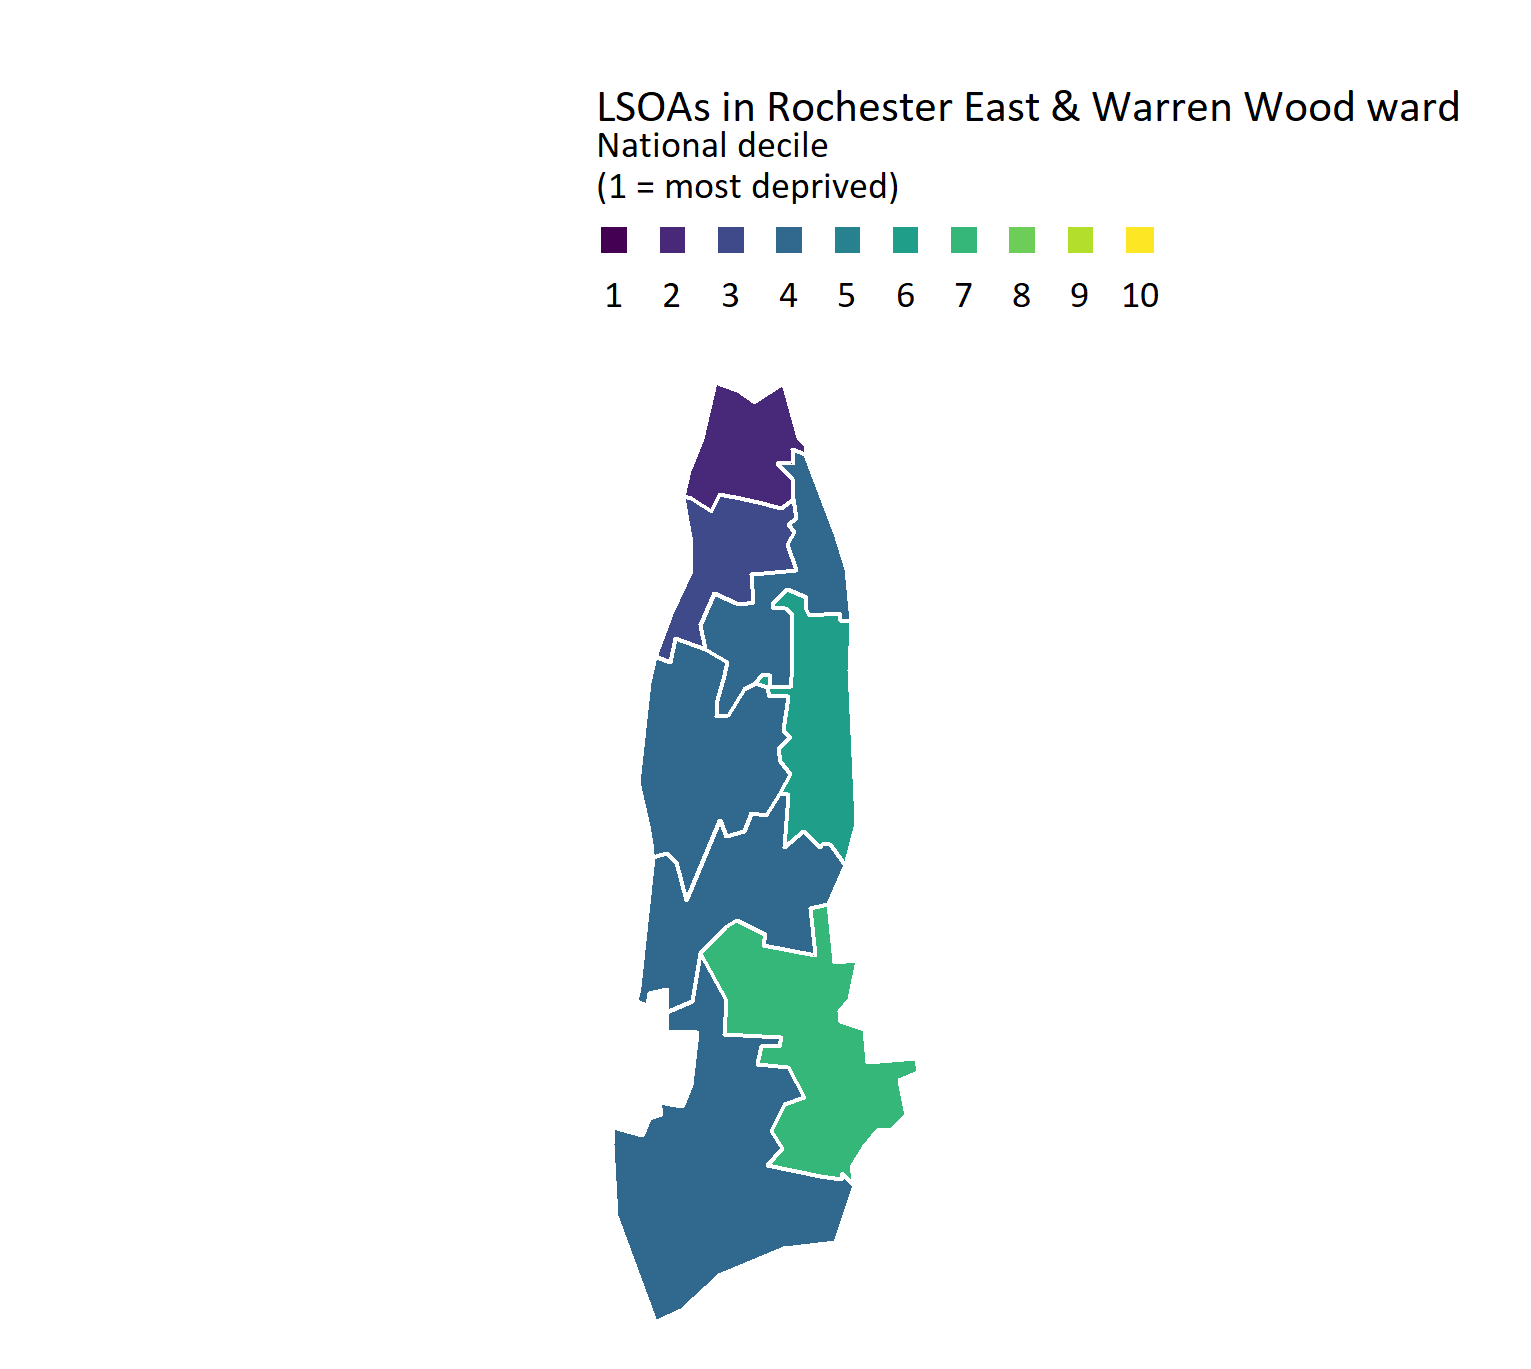 LSOAs in Rochester East & Warren Wood ward
National decile
(1 = most deprived)
1 2 3 4 5 6 7 8 9 10